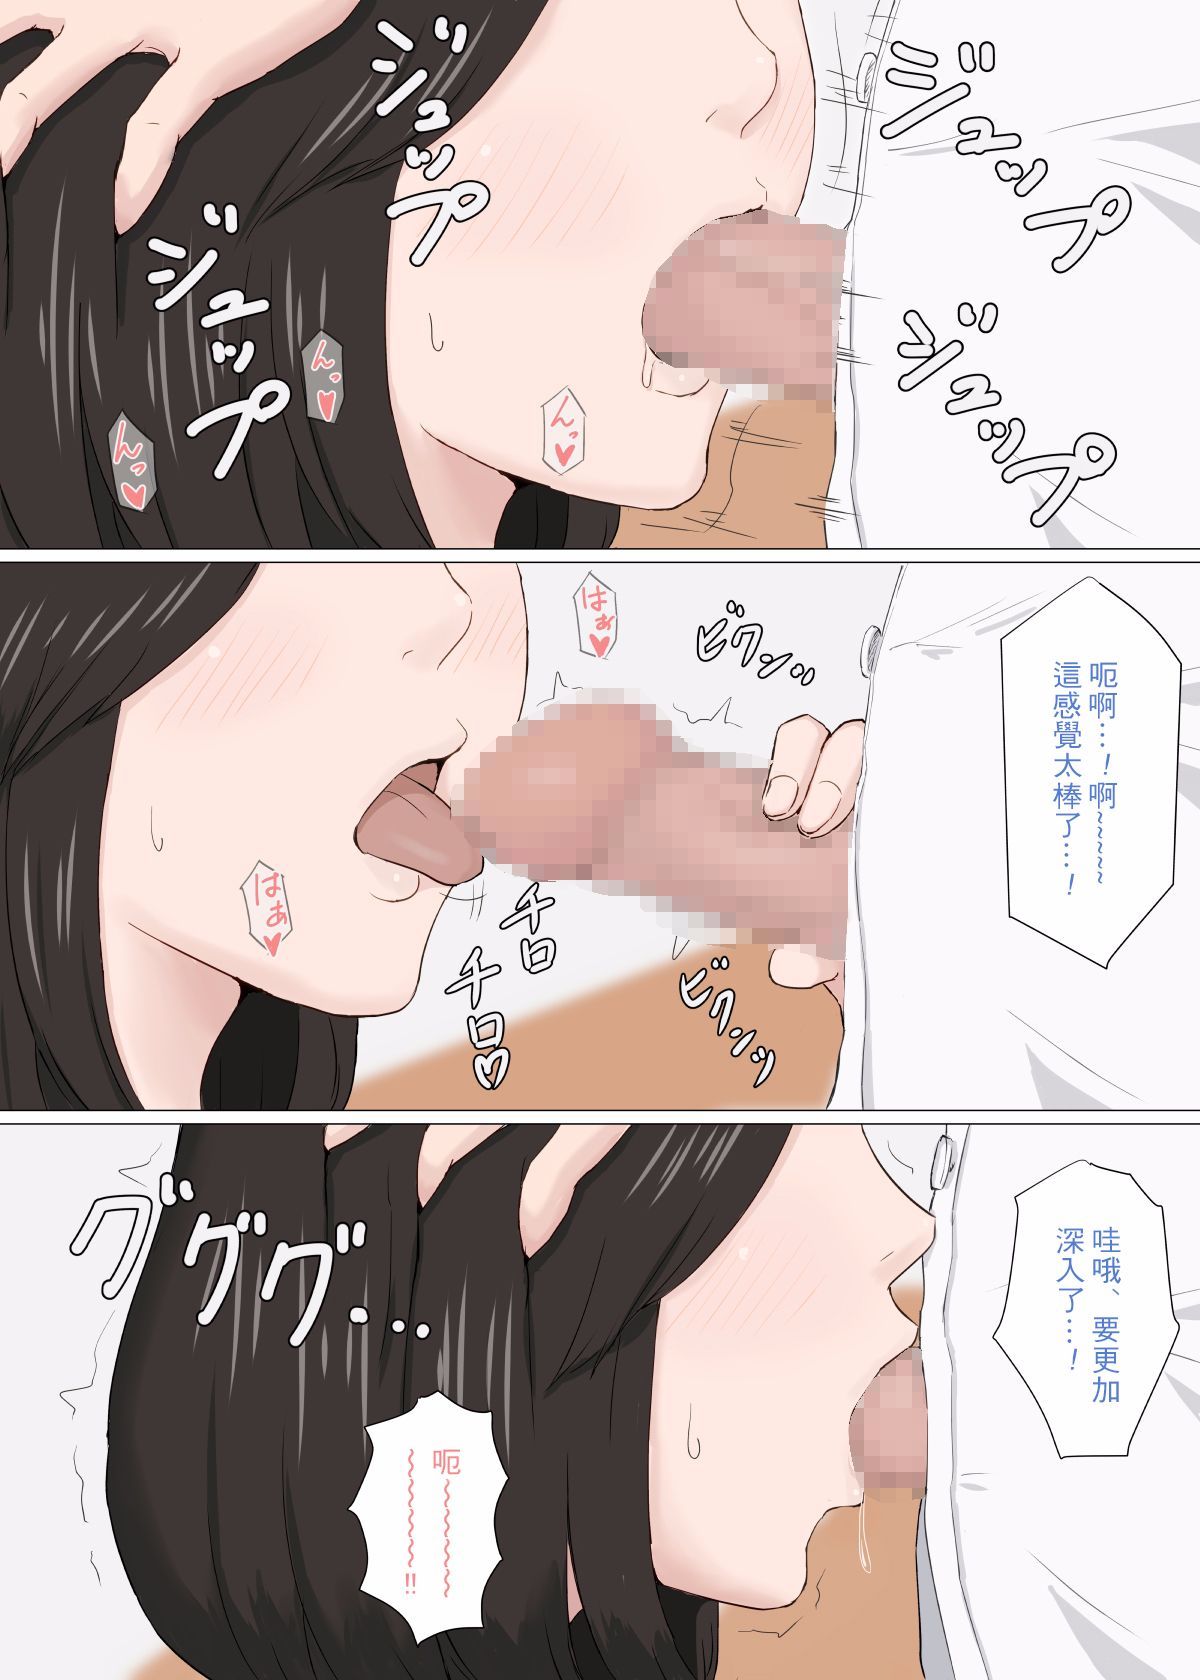 ジュップ
ジュップ
ジュップ
ジュップ
んっ♥
んっ♥
んっ♥
呃啊…！啊~~~~~
這感覺太棒了…！
はぁ♥
ビクンッ
はぁ♥
チロ
チロ
ビクンッ
哇哦、要更加
深入了…！
グググ…
呃~~~~~
~~~~~!!